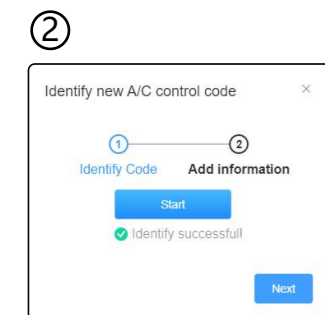 ②
Identify new A/C control code ×
1 2
Identify Code Add information
Start
Identify successful!
Next